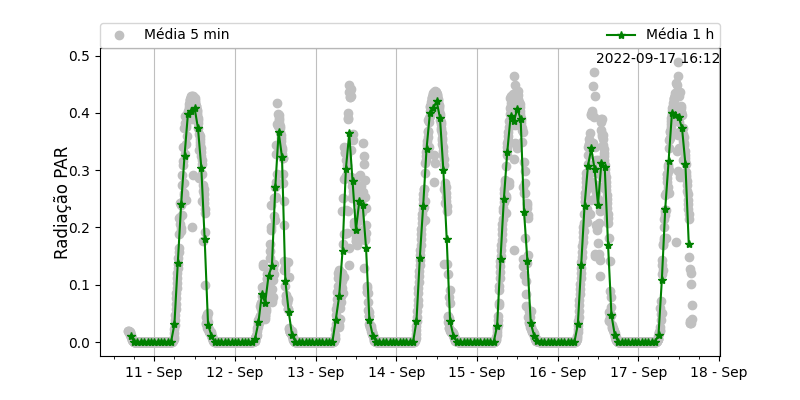 Média 5 min
Média 1 h
2022-09-17 16:12
Radiação PAR
0.5
0.4
0.3
0.2
0.1
0.0
11 - Sep
12 - Sep
13 - Sep
14 - Sep
15 - Sep
16 - Sep
17 - Sep
18 - Sep